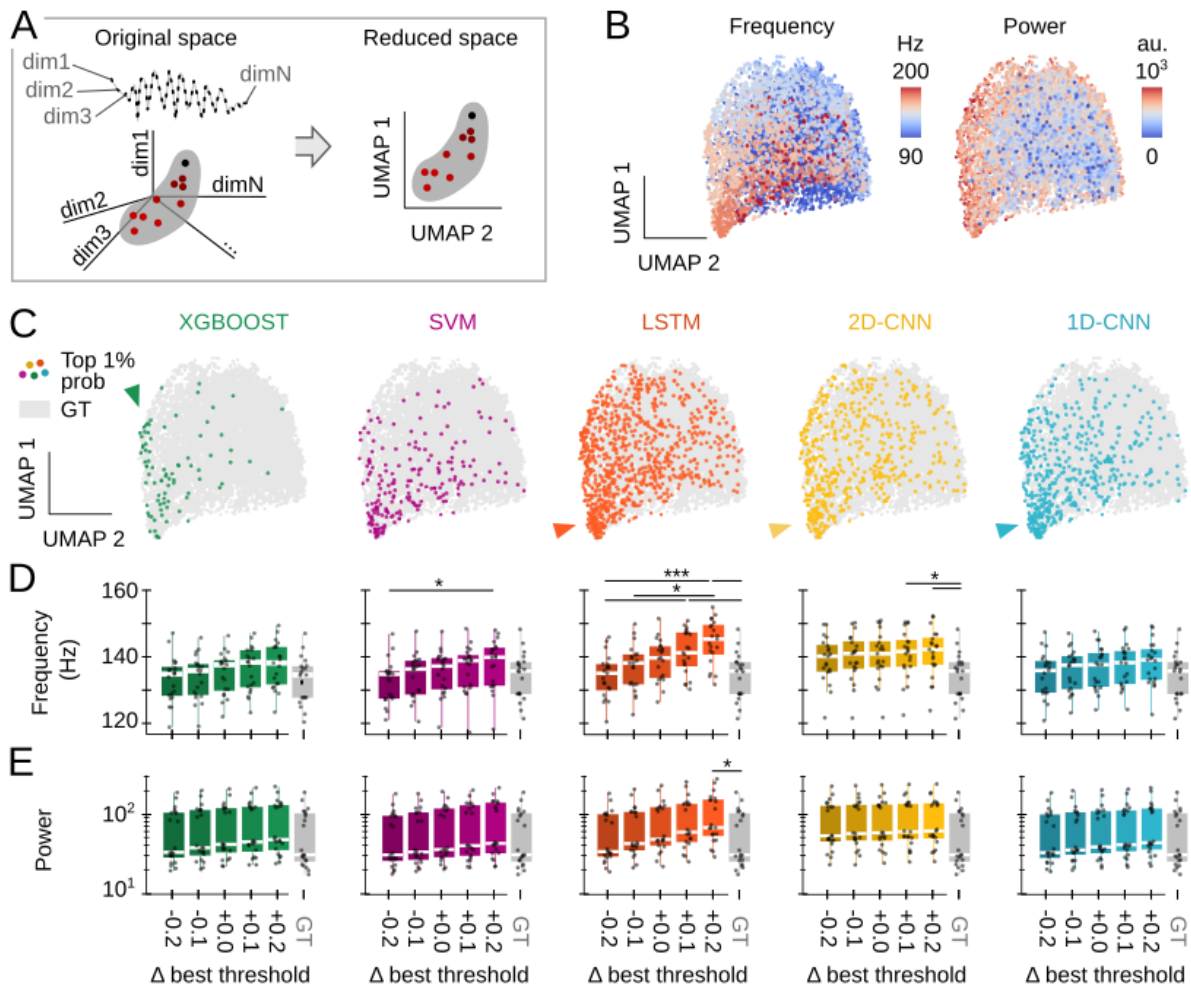 A
Original space
Reduced space
dim1
dim2
dim3
dimN
dim1
dim2
dim3
dimN
...
UMAP 1
UMAP 2
B
Frequency
Power
Hz
200
90
au.
10³
0
UMAP 1
UMAP 2
C
XGBOOST
SVM
LSTM
2D-CNN
1D-CNN
Top 1%
prob
GT
UMAP 1
UMAP 2
D
Frequency
(Hz)
160
140
120
*
***
*
*
E
Power
10²
10¹
*
-0.2 -0.1 +0.0 +0.1 +0.2 GT
-0.2 -0.1 +0.0 +0.1 +0.2 GT
-0.2 -0.1 +0.0 +0.1 +0.2 GT
-0.2 -0.1 +0.0 +0.1 +0.2 GT
-0.2 -0.1 +0.0 +0.1 +0.2 GT
Δ best threshold
Δ best threshold
Δ best threshold
Δ best threshold
Δ best threshold